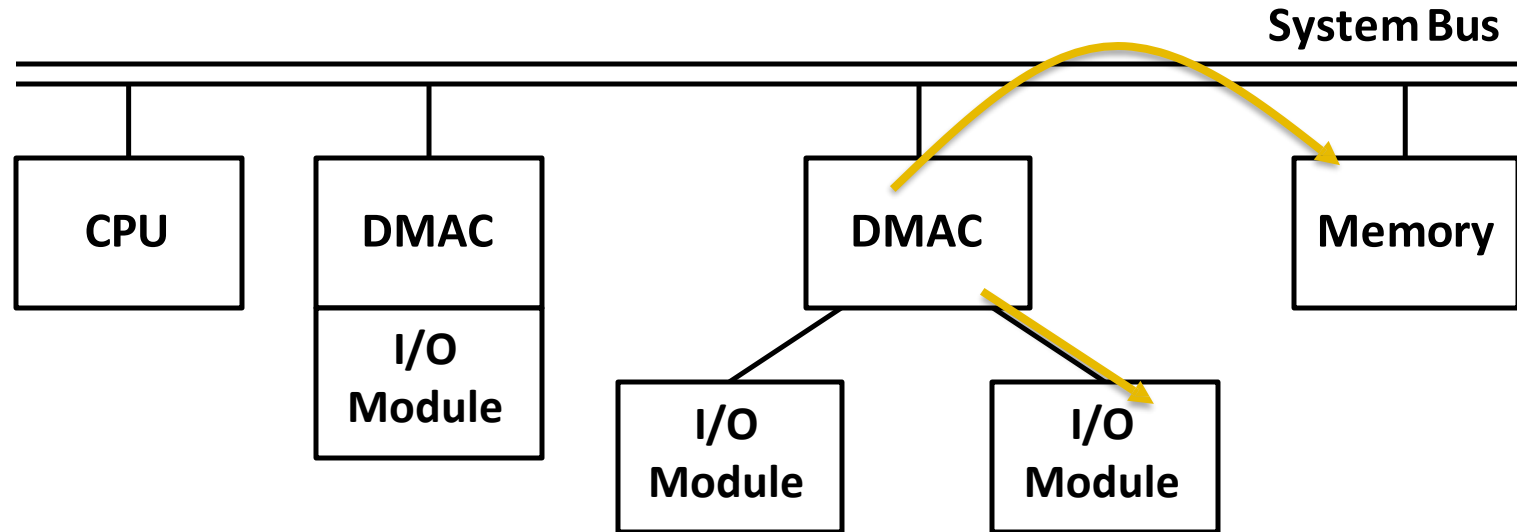 System Bus
CPU
DMAC
DMAC
Memory
I/O
Module
I/O
Module
I/O
Module